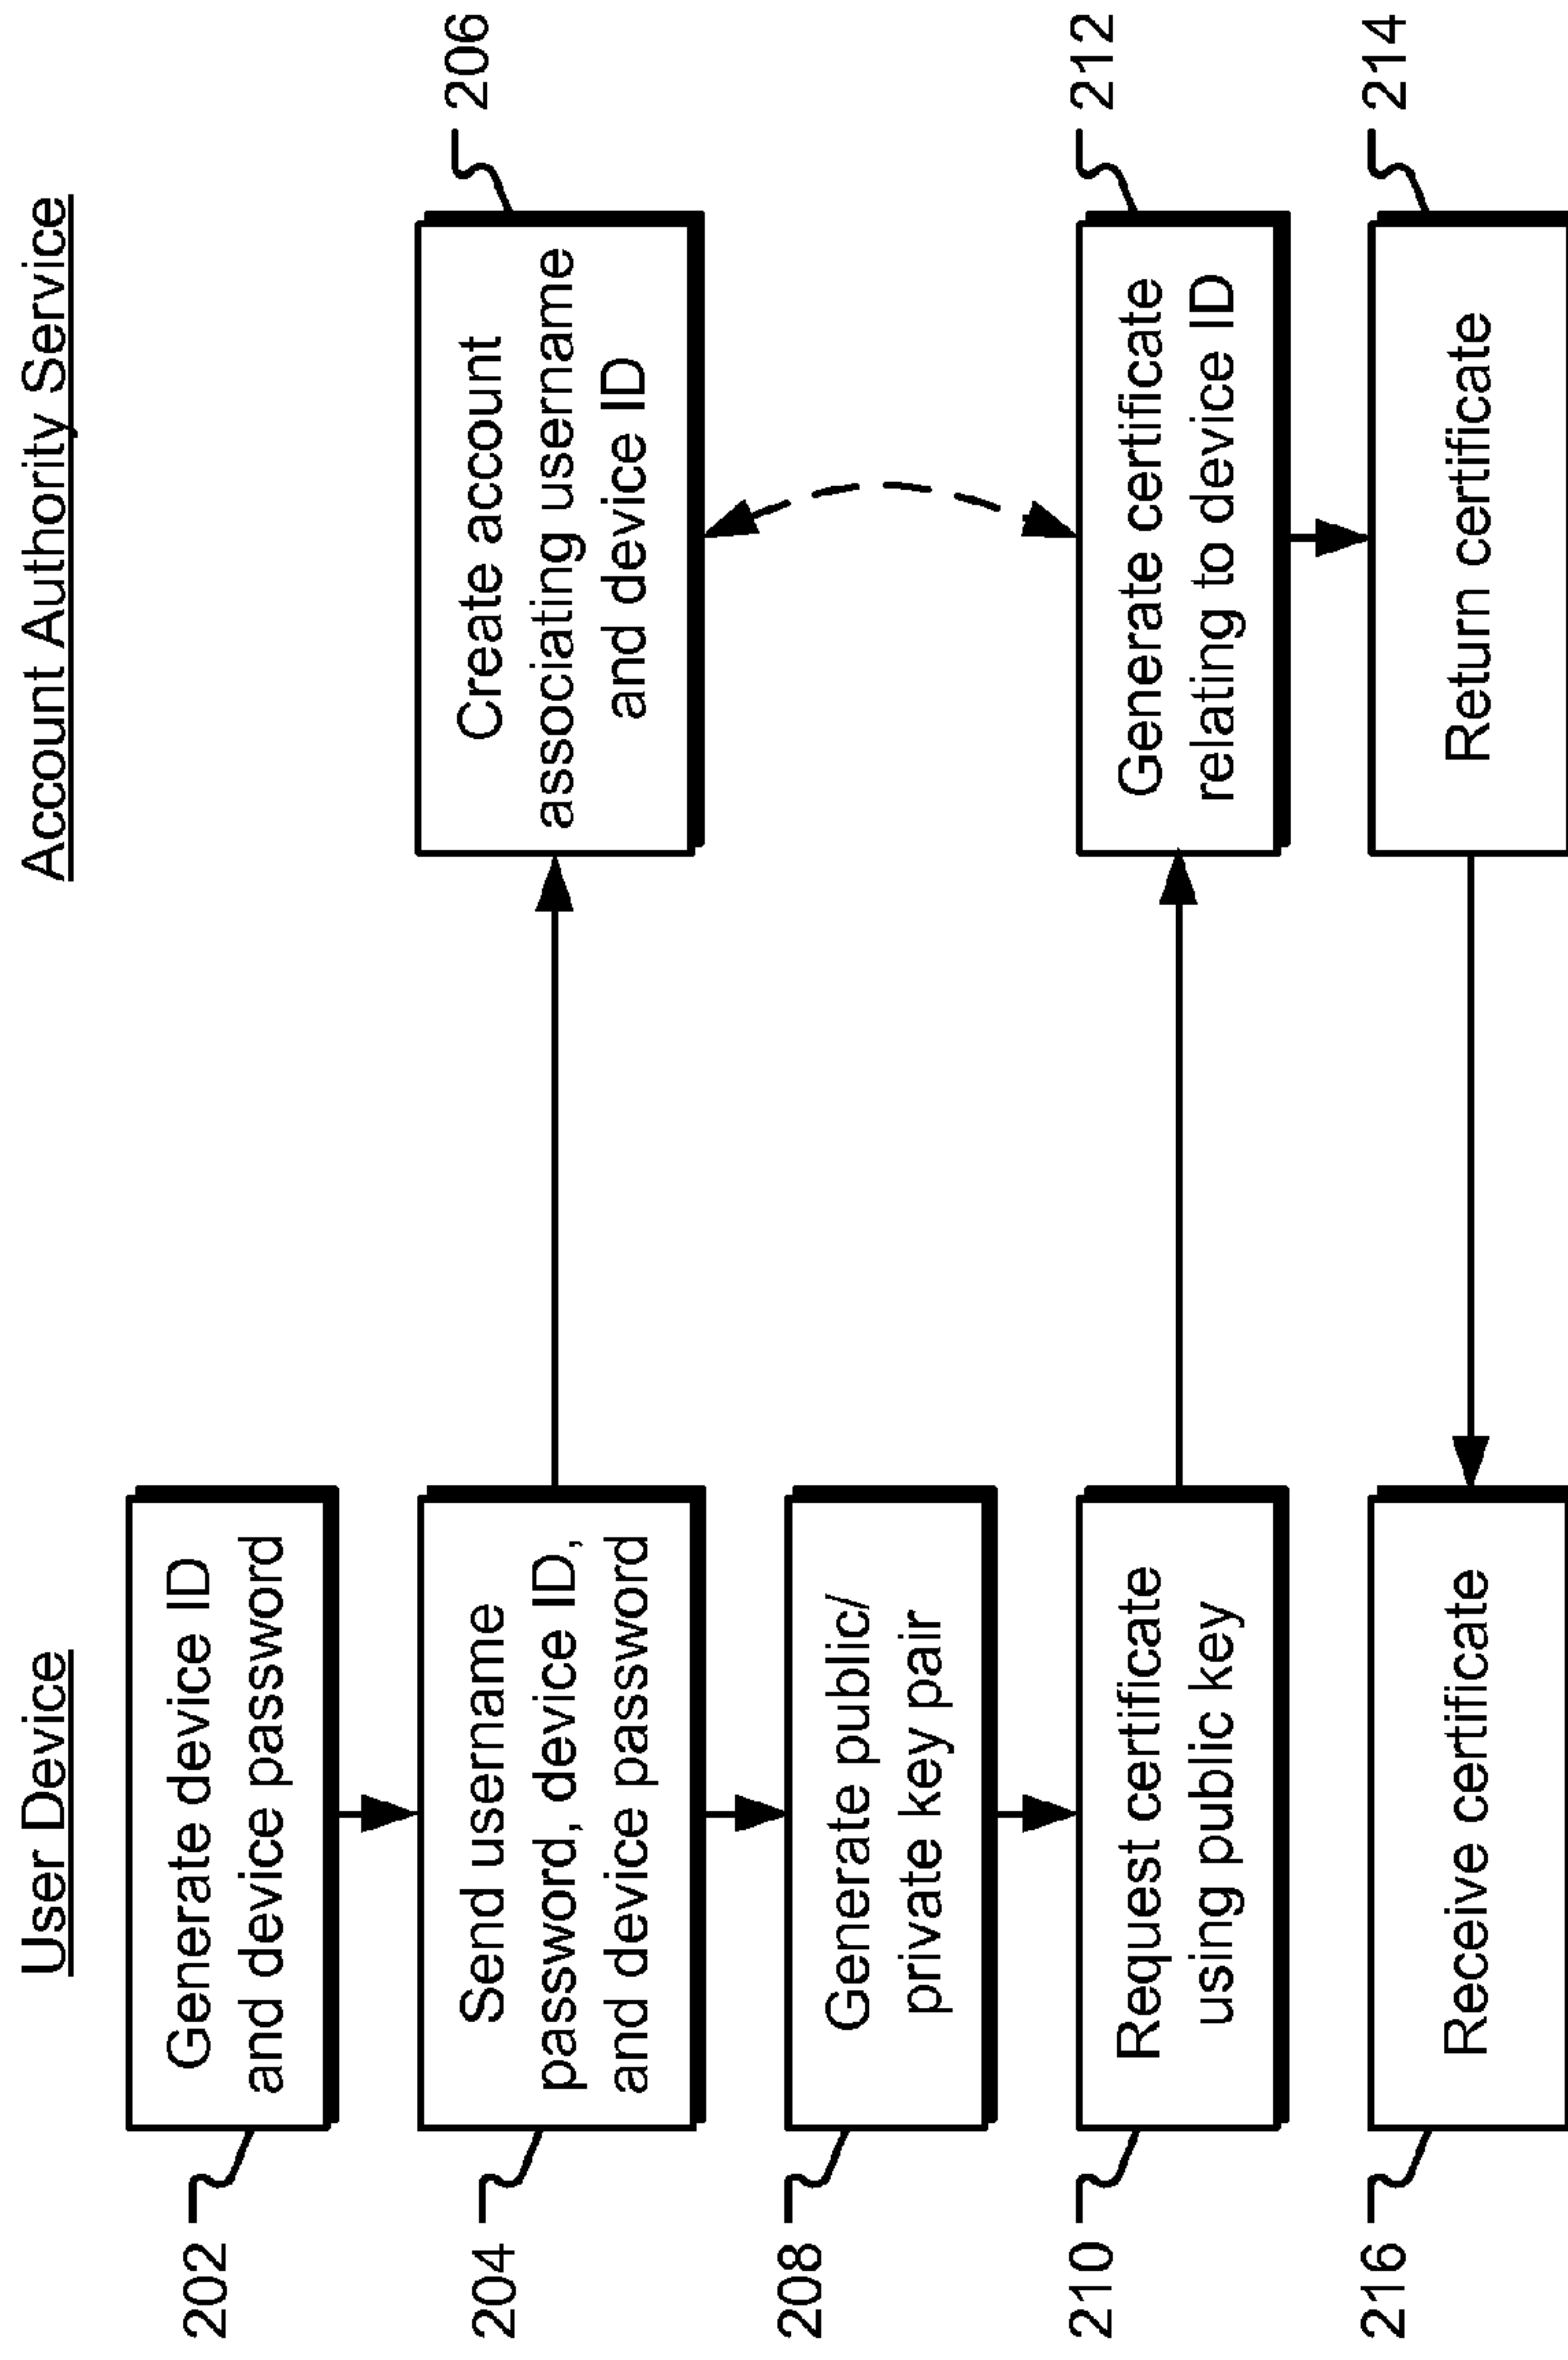 User Device
Account Authority Service
202
Generate device ID
and device password
204
Send username
password, device ID,
and device password
Create account
associating username
and device ID
206
208
Generate public/
private key pair
210
Request certificate
using public key
Generate certificate
relating to device ID
212
216
Receive certificate
Return certificate
214